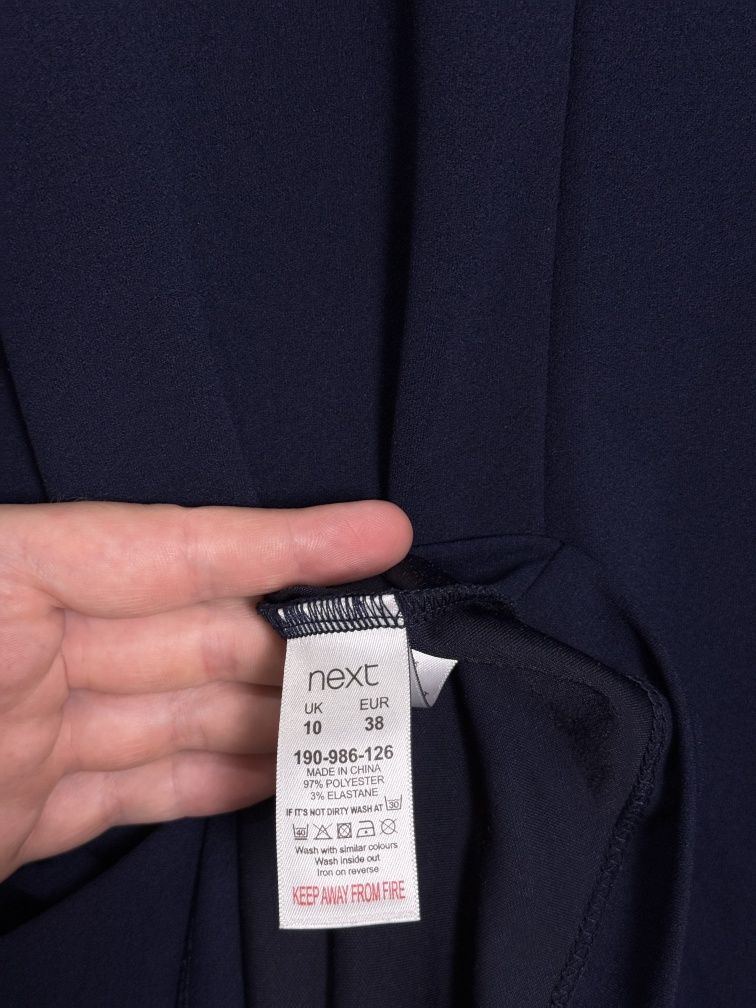 next
UK EUR
10 38
190-986-126
MADE IN CHINA
97% POLYESTER
3% ELASTANE
IF IT'S NOT DIRTY WASH AT 30
40
Wash with similar colours
Wash inside out
Iron on reverse
KEEP AWAY FROM FIRE